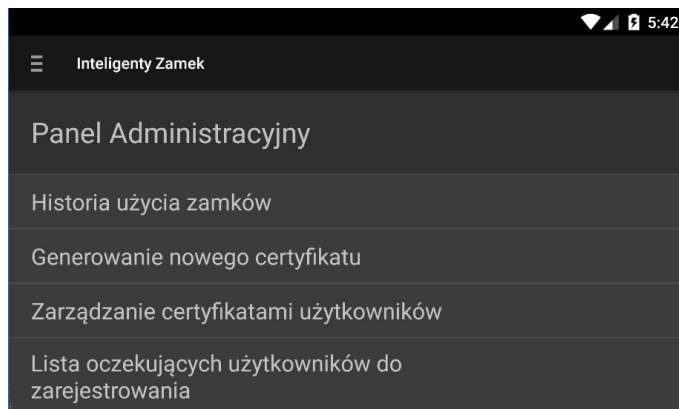 5:42
Inteligenty Zamek
Panel Administracyjny
Historia użycia zamków
Generowanie nowego certyfikatu
Zarządzanie certyfikatami użytkowników
Lista oczekujących użytkowników do
zarejestrowania